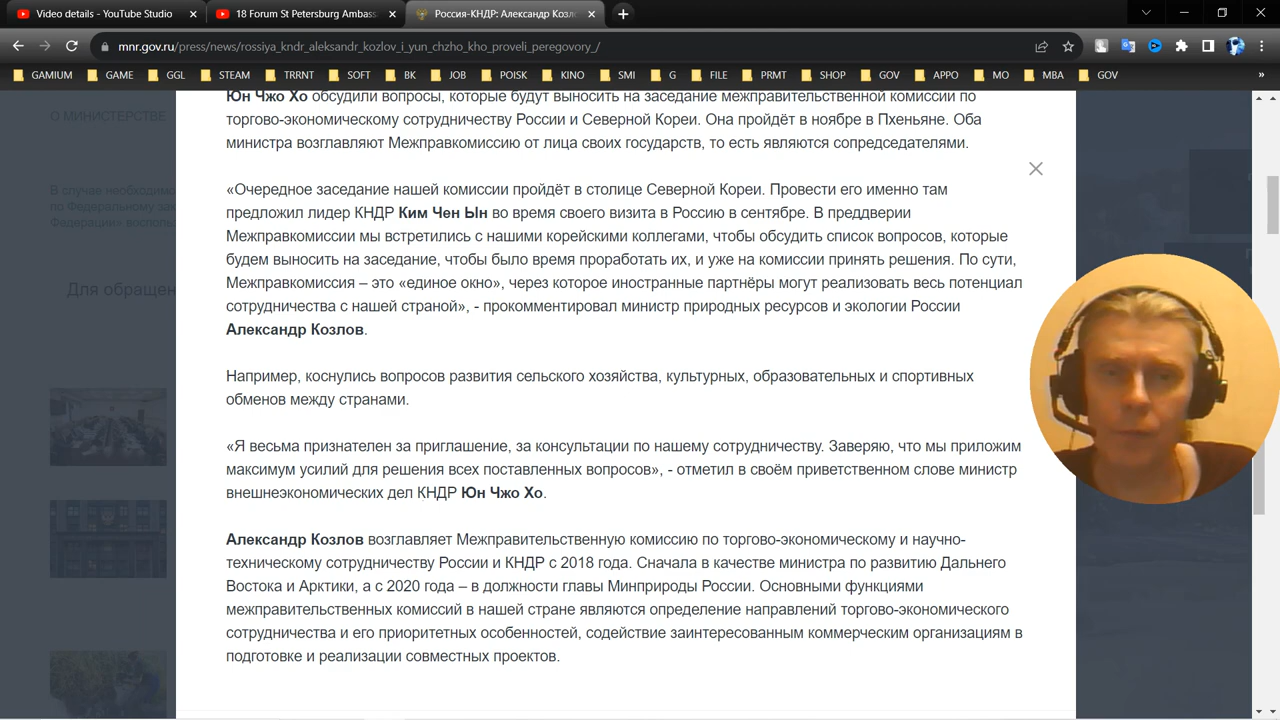 Video details - YouTube Studio
18 Forum St Petersburg Ambass
Россия-КНДР: Александр Козло
mnr.gov.ru/press/news/rossiya_kndr_aleksandr_kozlov_i_yun_chzho_kho_proveli_peregovory_/
GAMIUM GAME GGL STEAM TRRNT SOFT BK JOB POISK KINO SMI G FILE PRMT SHOP GOV APPO MO MBA GOV »
Юн Чжо Хо обсудили вопросы, которые будут выносить на заседание межправительственной комиссии по
торгово-экономическому сотрудничеству России и Северной Кореи. Она пройдёт в ноябре в Пхеньяне. Оба
министра возглавляют Межправкомиссию от лица своих государств, то есть являются сопредседателями.
«Очередное заседание нашей комиссии пройдёт в столице Северной Кореи. Провести его именно там
предложил лидер КНДР Ким Чен Ын во время своего визита в Россию в сентябре. В преддверии
Межправкомиссии мы встретились с нашими корейскими коллегами, чтобы обсудить список вопросов, которые
будем выносить на заседание, чтобы было время проработать их, и уже на комиссии принять решения. По сути,
Межправкомиссия – это «единое окно», через которое иностранные партнёры могут реализовать весь потенциал
сотрудничества с нашей страной», - прокомментировал министр природных ресурсов и экологии России
Александр Козлов.
Например, коснулись вопросов развития сельского хозяйства, культурных, образовательных и спортивных
обменов между странами.
«Я весьма признателен за приглашение, за консультации по нашему сотрудничеству. Заверяю, что мы приложим
максимум усилий для решения всех поставленных вопросов», - отметил в своём приветственном слове министр
внешнеэкономических дел КНДР Юн Чжо Хо.
Александр Козлов возглавляет Межправительственную комиссию по торгово-экономическому и научно-
техническому сотрудничеству России и КНДР с 2018 года. Сначала в качестве министра по развитию Дальнего
Востока и Арктики, а с 2020 года – в должности главы Минприроды России. Основными функциями
межправительственных комиссий в нашей стране являются определение направлений торгово-экономического
сотрудничества и его приоритетных особенностей, содействие заинтересованным коммерческим организациям в
подготовке и реализации совместных проектов.
О МИНИСТЕРСТВЕ
В случае необходимо
по Федеральному зак
Федерации» восполь
Для обращен